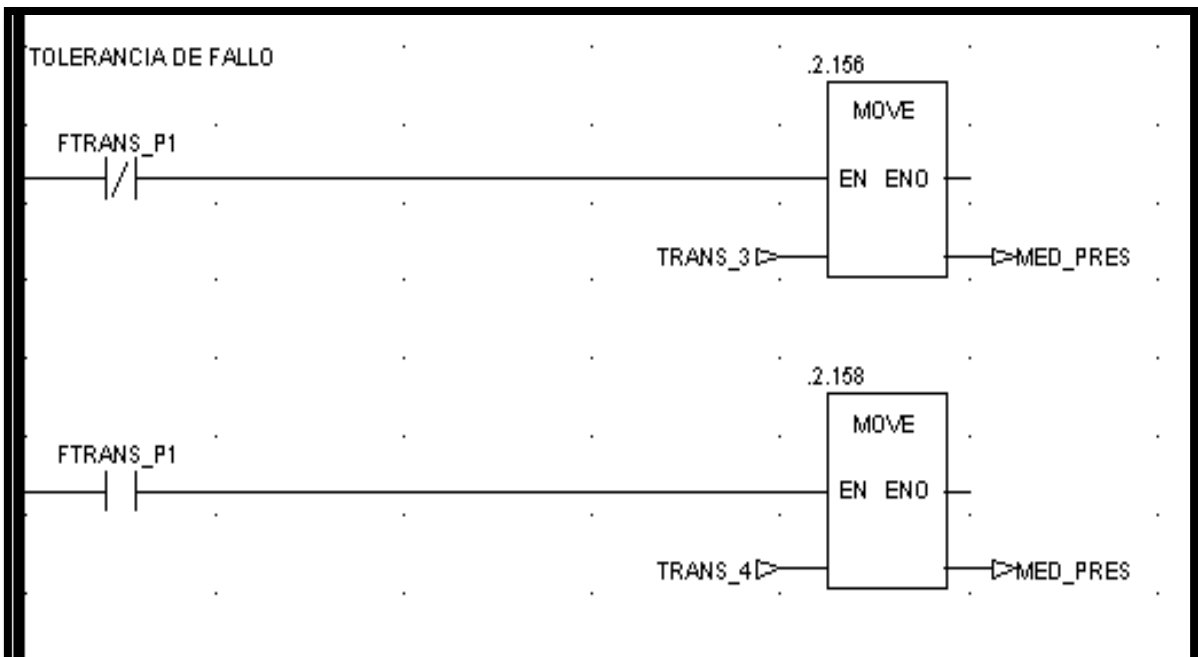 TOLERANCIA DE FALLO
.2.156
MOVE
FTRANS_P1
EN ENO
TRANS_3
MED_PRES
.2.158
MOVE
FTRANS_P1
EN ENO
TRANS_4
MED_PRES